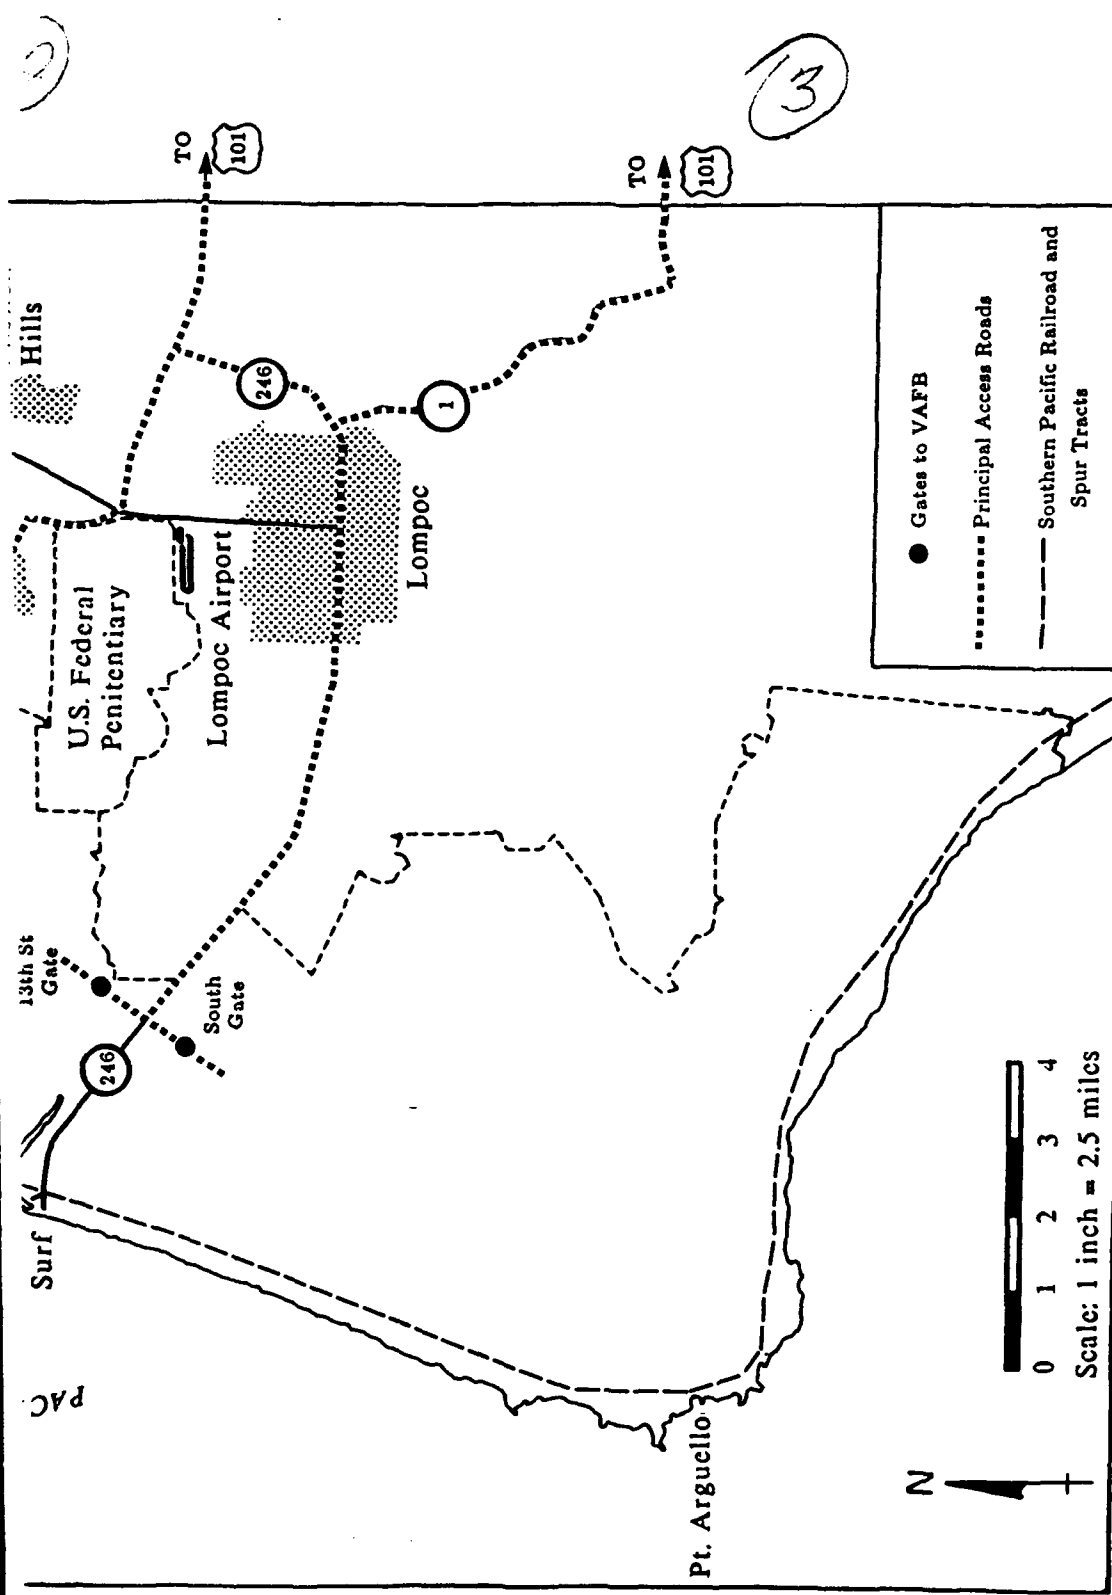 Hills
U.S. Federal
Penitentiary
Lompoc Airport
Lompoc
13th St
Gate
South
Gate
246
246
1
TO
101
TO
101
13
Surf
PAC
Pt. Arguello
N
0 1 2 3 4
Scale: 1 inch = 2.5 miles
Gates to VAFB
Principal Access Roads
Southern Pacific Railroad and
Spur Tracts